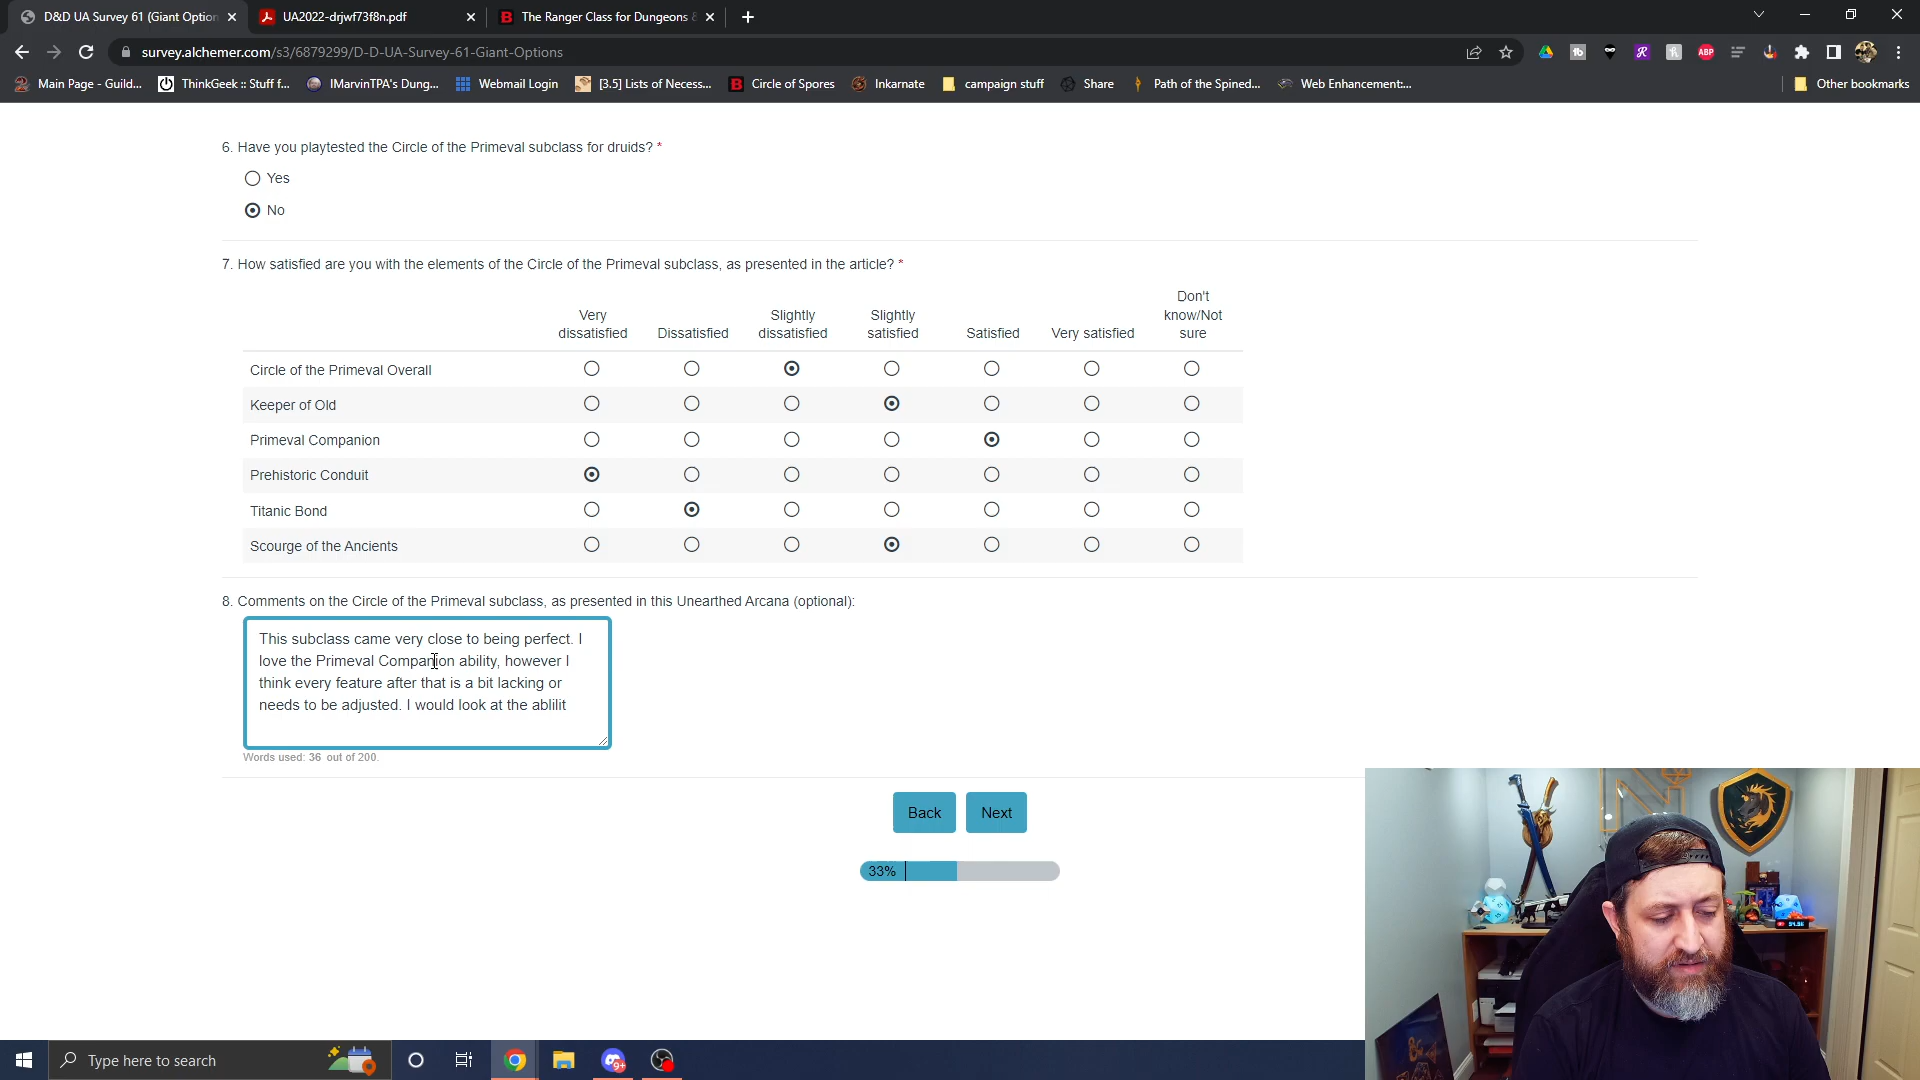 D&D UA Survey 61 (Giant Option
UA2022-drjwf73f8n.pdf
The Ranger Class for Dungeons &
survey.alchemer.com/s3/6879299/D-D-UA-Survey-61-Giant-Options
Main Page - Guild...
ThinkGeek :: Stuff f...
IMarvinTPA's Dung...
Webmail Login
[3.5] Lists of Necess...
Circle of Spores
Inkarnate
campaign stuff
Share
Path of the Spined...
Web Enhancement:...
Other bookmarks
6. Have you playtested the Circle of the Primeval subclass for druids? *
Yes
No
7. How satisfied are you with the elements of the Circle of the Primeval subclass, as presented in the article? *
Very dissatisfied
Dissatisfied
Slightly dissatisfied
Slightly satisfied
Satisfied
Very satisfied
Don't know/Not sure
Circle of the Primeval Overall
Keeper of Old
Primeval Companion
Prehistoric Conduit
Titanic Bond
Scourge of the Ancients
8. Comments on the Circle of the Primeval subclass, as presented in this Unearthed Arcana (optional):
This subclass came very close to being perfect. I
love the Primeval Companion ability, however I
think every feature after that is a bit lacking or
needs to be adjusted. I would look at the ablilit
Words used: 36 out of 200.
Back
Next
33%
Type here to search
9+